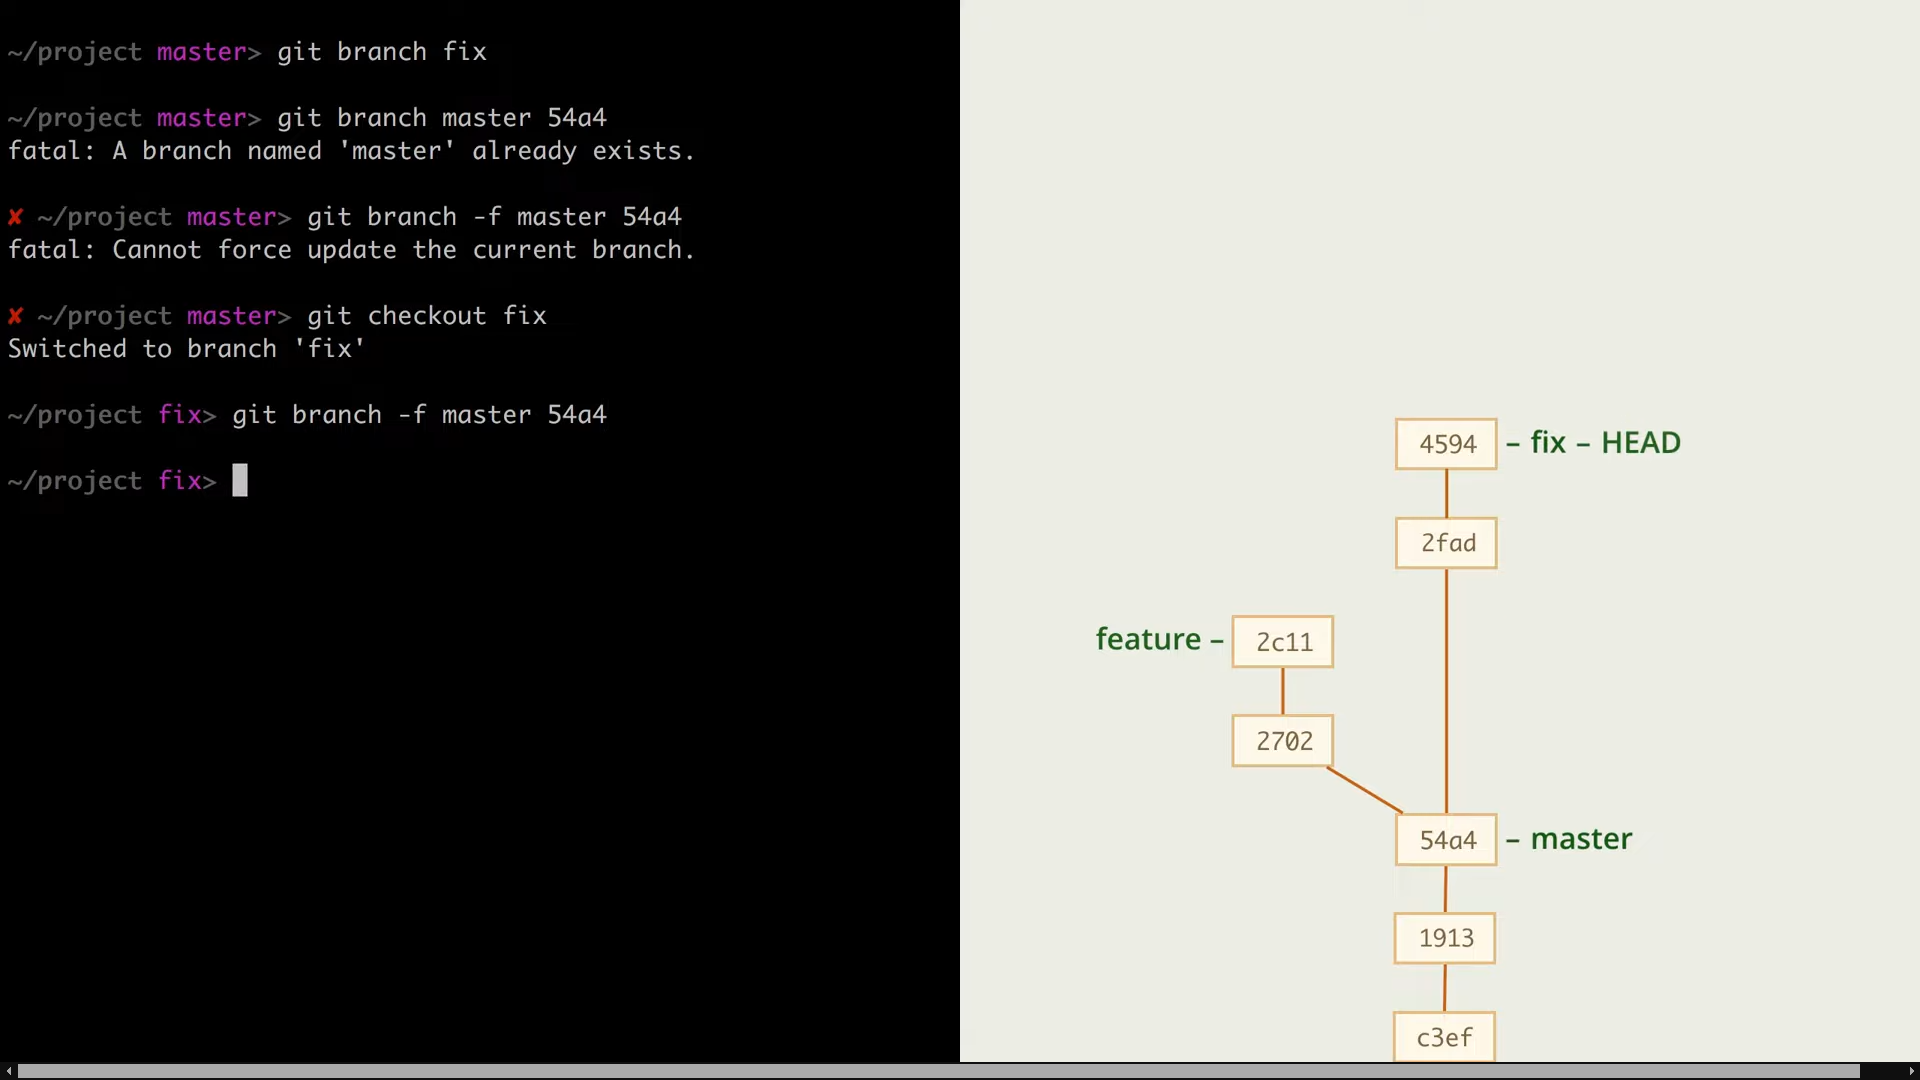 ~/project master> git branch fix
~/project master> git branch master 54a4
fatal: A branch named 'master' already exists.
✘ ~/project master> git branch -f master 54a4
fatal: Cannot force update the current branch.
✘ ~/project master> git checkout fix
Switched to branch 'fix'
~/project fix> git branch -f master 54a4
~/project fix>
4594 – fix – HEAD
2fad
feature – 2c11
2702
54a4 – master
1913
c3ef